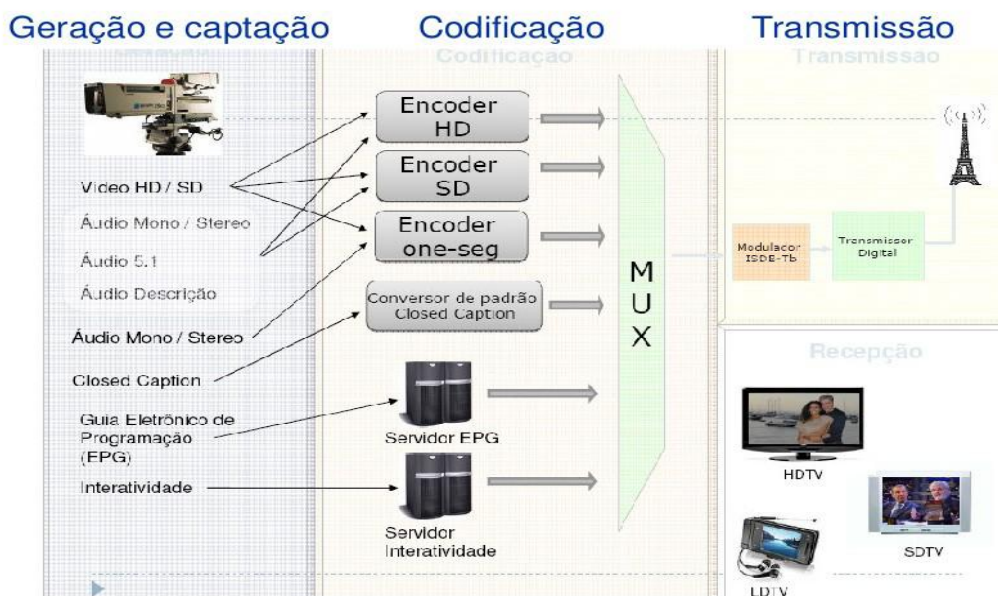 Geração e captação
Codificação
Transmissão
Codificação
Transmissão
Encoder
HD
Encoder
SD
Encoder
one-seg
Conversor de padrão
Closed Caption
Servidor EPG
Servidor
Interatividade
Vídeo HD / SD
Áudio Mono / Stereo
Áudio 5.1
Áudio Descrição
Áudio Mono / Stereo
Closed Caption
Guia Eletrônico de
Programação
(EPG)
Interatividade
M
U
X
Modulador
ISDB-Tb
Transmissor
Digital
Recepção
HDTV
SDTV
LDTV